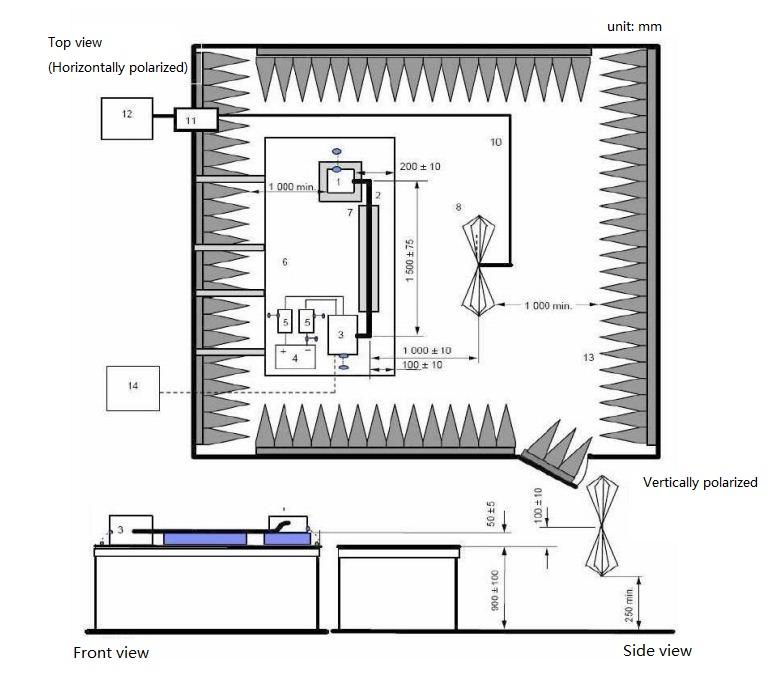 unit: mm
Top view
(Horizontally polarized)
12
11
10
200 ± 10
1
1 000 min.
2
7
8
1 500 ± 75
6
1 000 min.
5
5
3
+
−
4
1 000 ± 10
13
100 ± 10
14
Vertically polarized
3
50 ± 5
100 ± 10
900 ± 100
250 min.
Front view
Side view